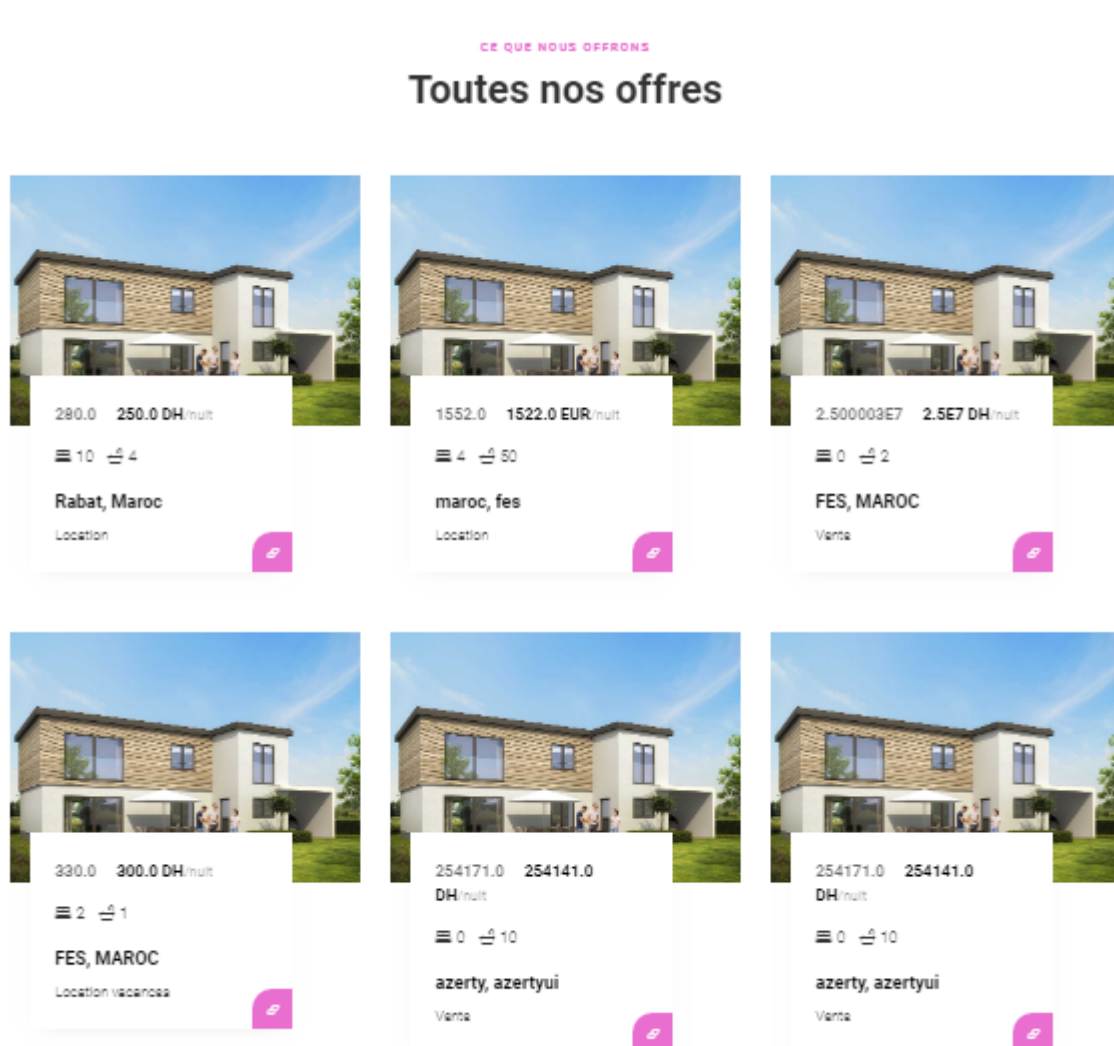 CE QUE NOUS OFFRONS
Toutes nos offres
280.0 250.0 DH/nuit
10 4
Rabat, Maroc
Location
1552.0 1522.0 EUR/nuit
4 50
maroc, fes
Location
2.500003E7 2.5E7 DH/nuit
0 2
FES, MAROC
Vente
330.0 300.0 DH/nuit
2 1
FES, MAROC
Location vacances
254171.0 254141.0
DH/nuit
0 10
azerty, azertyui
Vente
254171.0 254141.0
DH/nuit
0 10
azerty, azertyui
Vente